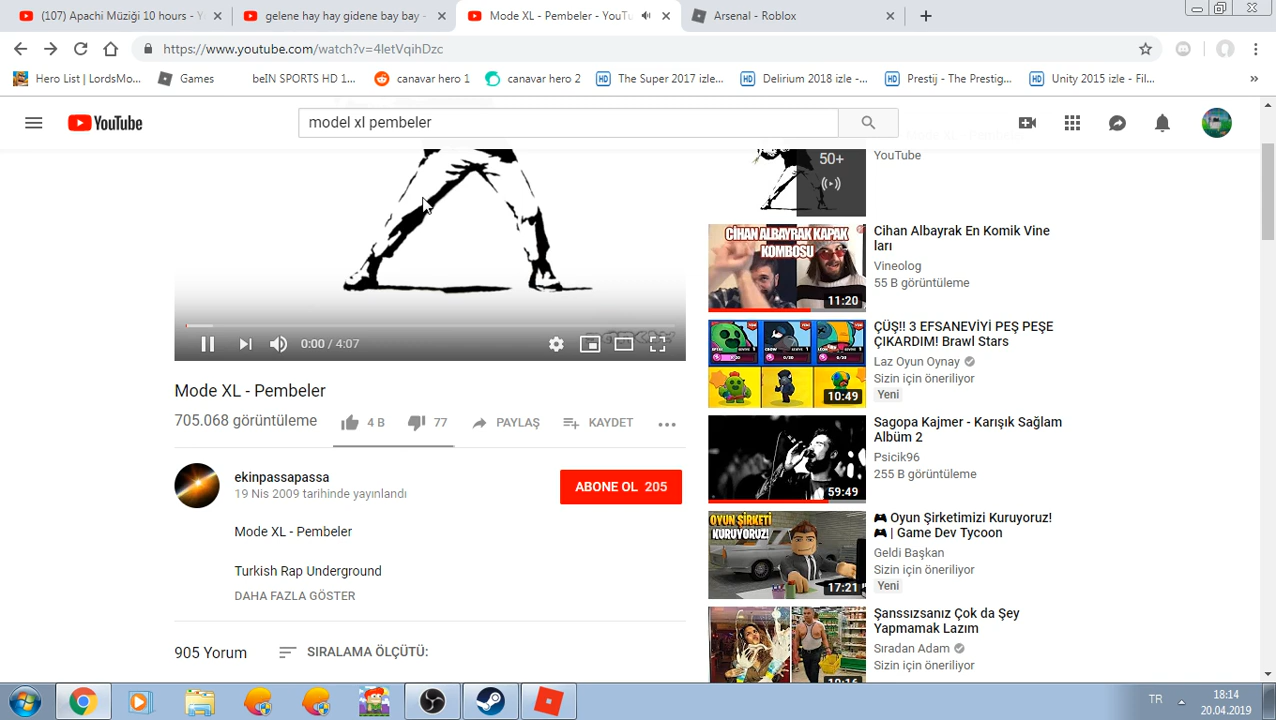 (107) Apachi Müziği 10 hours - Y
gelene hay hay gidene bay bay -
Mode XL - Pembeler - YouTu
Arsenal - Roblox
https://www.youtube.com/watch?v=4IetVqihDzc
Hero List | LordsMo...
Games
beIN SPORTS HD 1...
canavar hero 1
canavar hero 2
HD The Super 2017 izle...
HD Delirium 2018 izle -...
HD Prestij - The Prestig...
HD Unity 2015 izle - Fil...
»
YouTube
model xl pembeler
50+
YouTube
CİHAN ALBAYRAK KAPAK
KOMBOSU
11:20
Cihan Albayrak En Komik Vine
ları
Vineolog
55 B görüntüleme
10:49
ÇÜŞ!! 3 EFSANEVİYİ PEŞ PEŞE
ÇIKARDIM! Brawl Stars
Laz Oyun Oynay
Sizin için öneriliyor
Yeni
0:00 / 4:07
Mode XL - Pembeler
705.068 görüntüleme
4 B
77
PAYLAŞ
KAYDET
59:49
Sagopa Kajmer - Karışık Sağlam
Albüm 2
Psicik96
255 B görüntüleme
ekinpassapassa
19 Nis 2009 tarihinde yayınlandı
ABONE OL 205
Mode XL - Pembeler
Turkish Rap Underground
DAHA FAZLA GÖSTER
OYUN ŞİRKETİ
KURUYORUZ!
17:21
Oyun Şirketimizi Kuruyoruz!
| Game Dev Tycoon
Geldi Başkan
Sizin için öneriliyor
Yeni
Şanssızsanız Çok da Şey
Yapmamak Lazım
Sıradan Adam
Sizin için öneriliyor
905 Yorum
SIRALAMA ÖLÇÜTÜ:
TR
18:14
20.04.2019